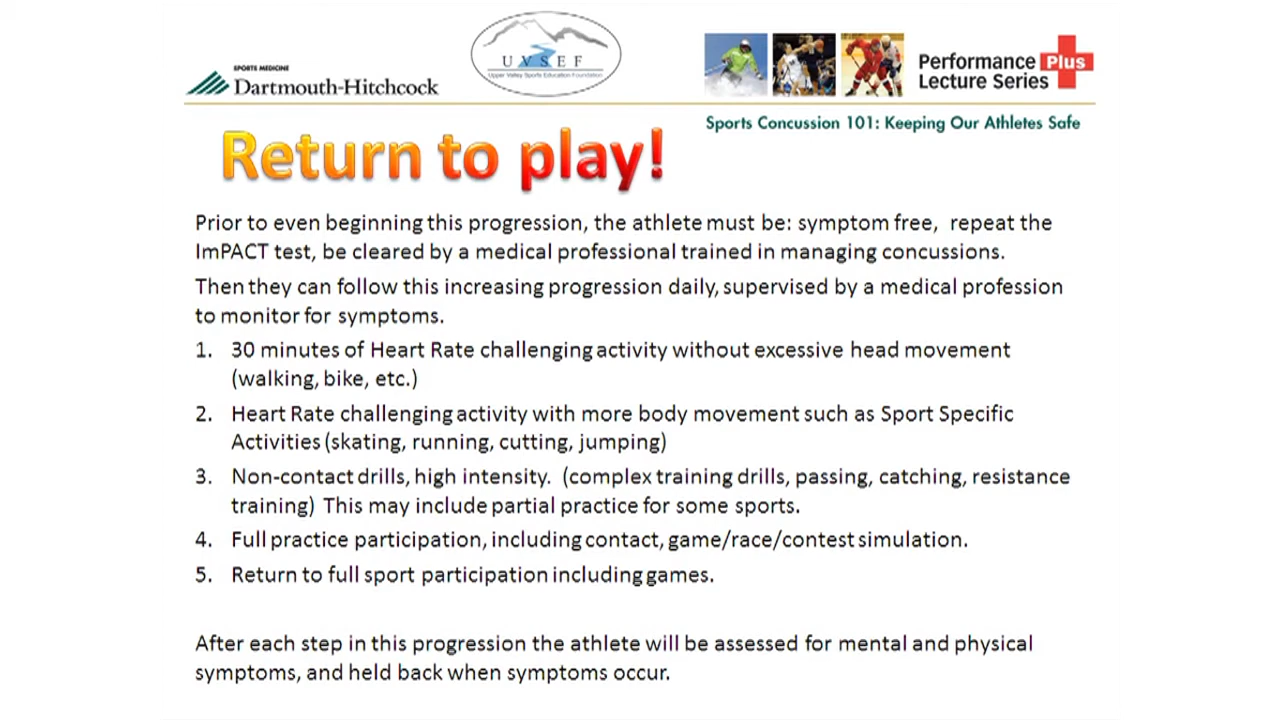 SPORTS MEDICINE
Dartmouth-Hitchcock
UVSEF
Upper Valley Sports Education Foundation
Performance Plus
Lecture Series
Sports Concussion 101: Keeping Our Athletes Safe
Return to play!
Prior to even beginning this progression, the athlete must be: symptom free,  repeat the
ImPACT test, be cleared by a medical professional trained in managing concussions.
Then they can follow this increasing progression daily, supervised by a medical profession
to monitor for symptoms.
1. 30 minutes of Heart Rate challenging activity without excessive head movement
(walking, bike, etc.)
2. Heart Rate challenging activity with more body movement such as Sport Specific
Activities (skating, running, cutting, jumping)
3. Non-contact drills, high intensity.  (complex training drills, passing, catching, resistance
training) This may include partial practice for some sports.
4. Full practice participation, including contact, game/race/contest simulation.
5. Return to full sport participation including games.
After each step in this progression the athlete will be assessed for mental and physical
symptoms, and held back when symptoms occur.